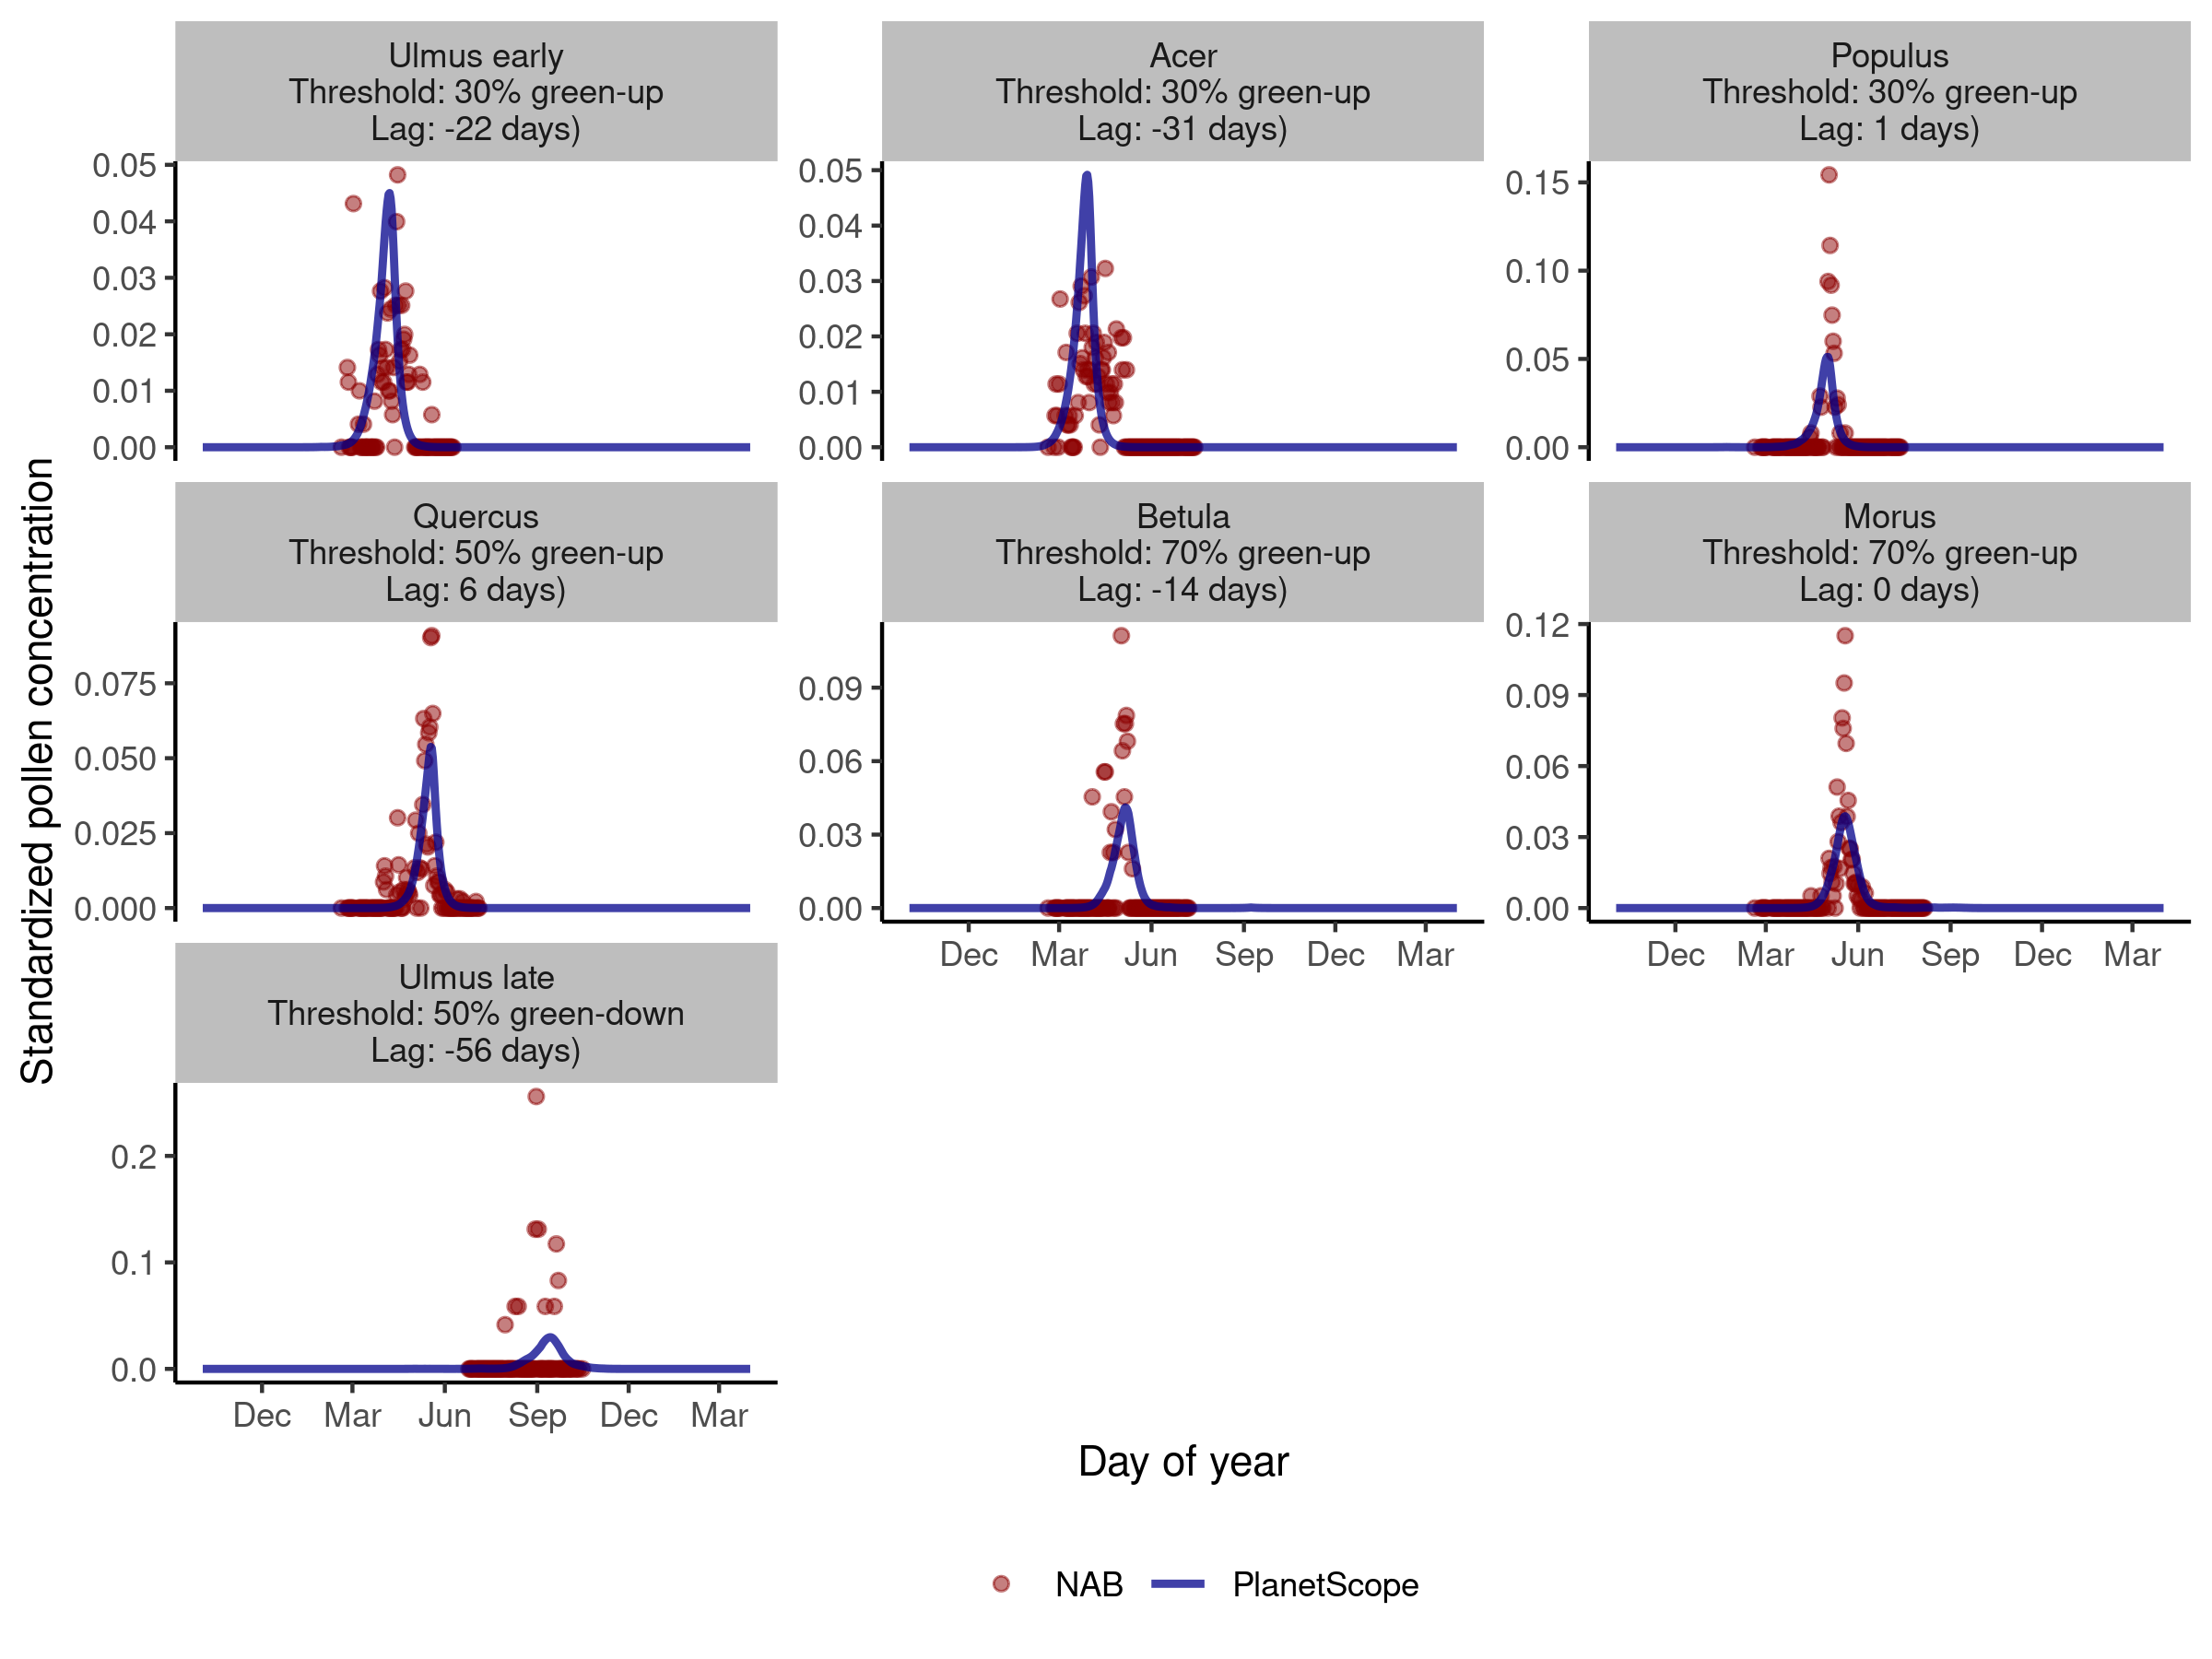 Ulmus early
Threshold: 30% green-up
Lag: -22 days)
Acer
Threshold: 30% green-up
Lag: -31 days)
Populus
Threshold: 30% green-up
Lag: 1 days)
0.05
0.04
0.03
0.02
0.01
0.00
0.05
0.04
0.03
0.02
0.01
0.00
0.15
0.10
0.05
0.00
Quercus
Threshold: 50% green-up
Lag: 6 days)
Betula
Threshold: 70% green-up
Lag: -14 days)
Morus
Threshold: 70% green-up
Lag: 0 days)
0.075
0.050
0.025
0.000
0.09
0.06
0.03
0.00
0.12
0.09
0.06
0.03
0.00
Dec Mar Jun Sep Dec Mar
Dec Mar Jun Sep Dec Mar
Ulmus late
Threshold: 50% green-down
Lag: -56 days)
0.2
0.1
0.0
Dec Mar Jun Sep Dec Mar
Standardized pollen concentration
Day of year
NAB PlanetScope